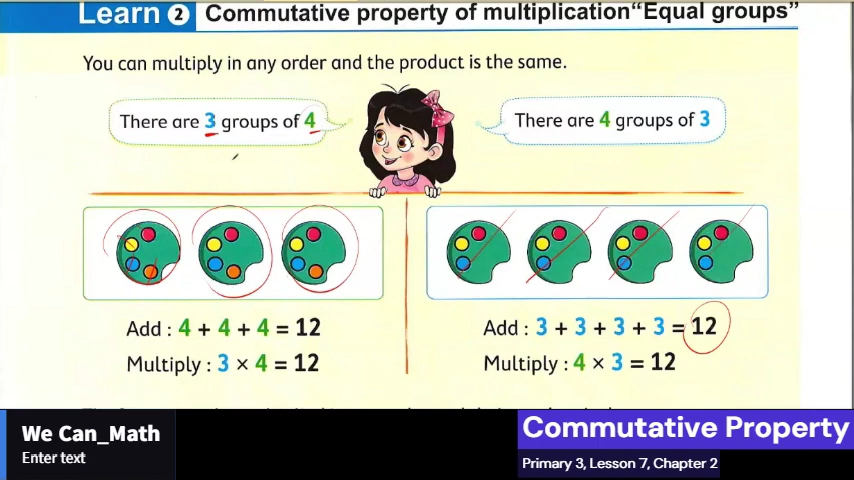 Learn 2 Commutative property of multiplication“Equal groups”
You can multiply in any order and the product is the same.
There are 3 groups of 4
There are 4 groups of 3
Add : 4 + 4 + 4 = 12
Multiply : 3 × 4 = 12
Add : 3 + 3 + 3 + 3 = 12
Multiply : 4 × 3 = 12
We Can_Math
Enter text
Commutative Property
Primary 3, Lesson 7, Chapter 2